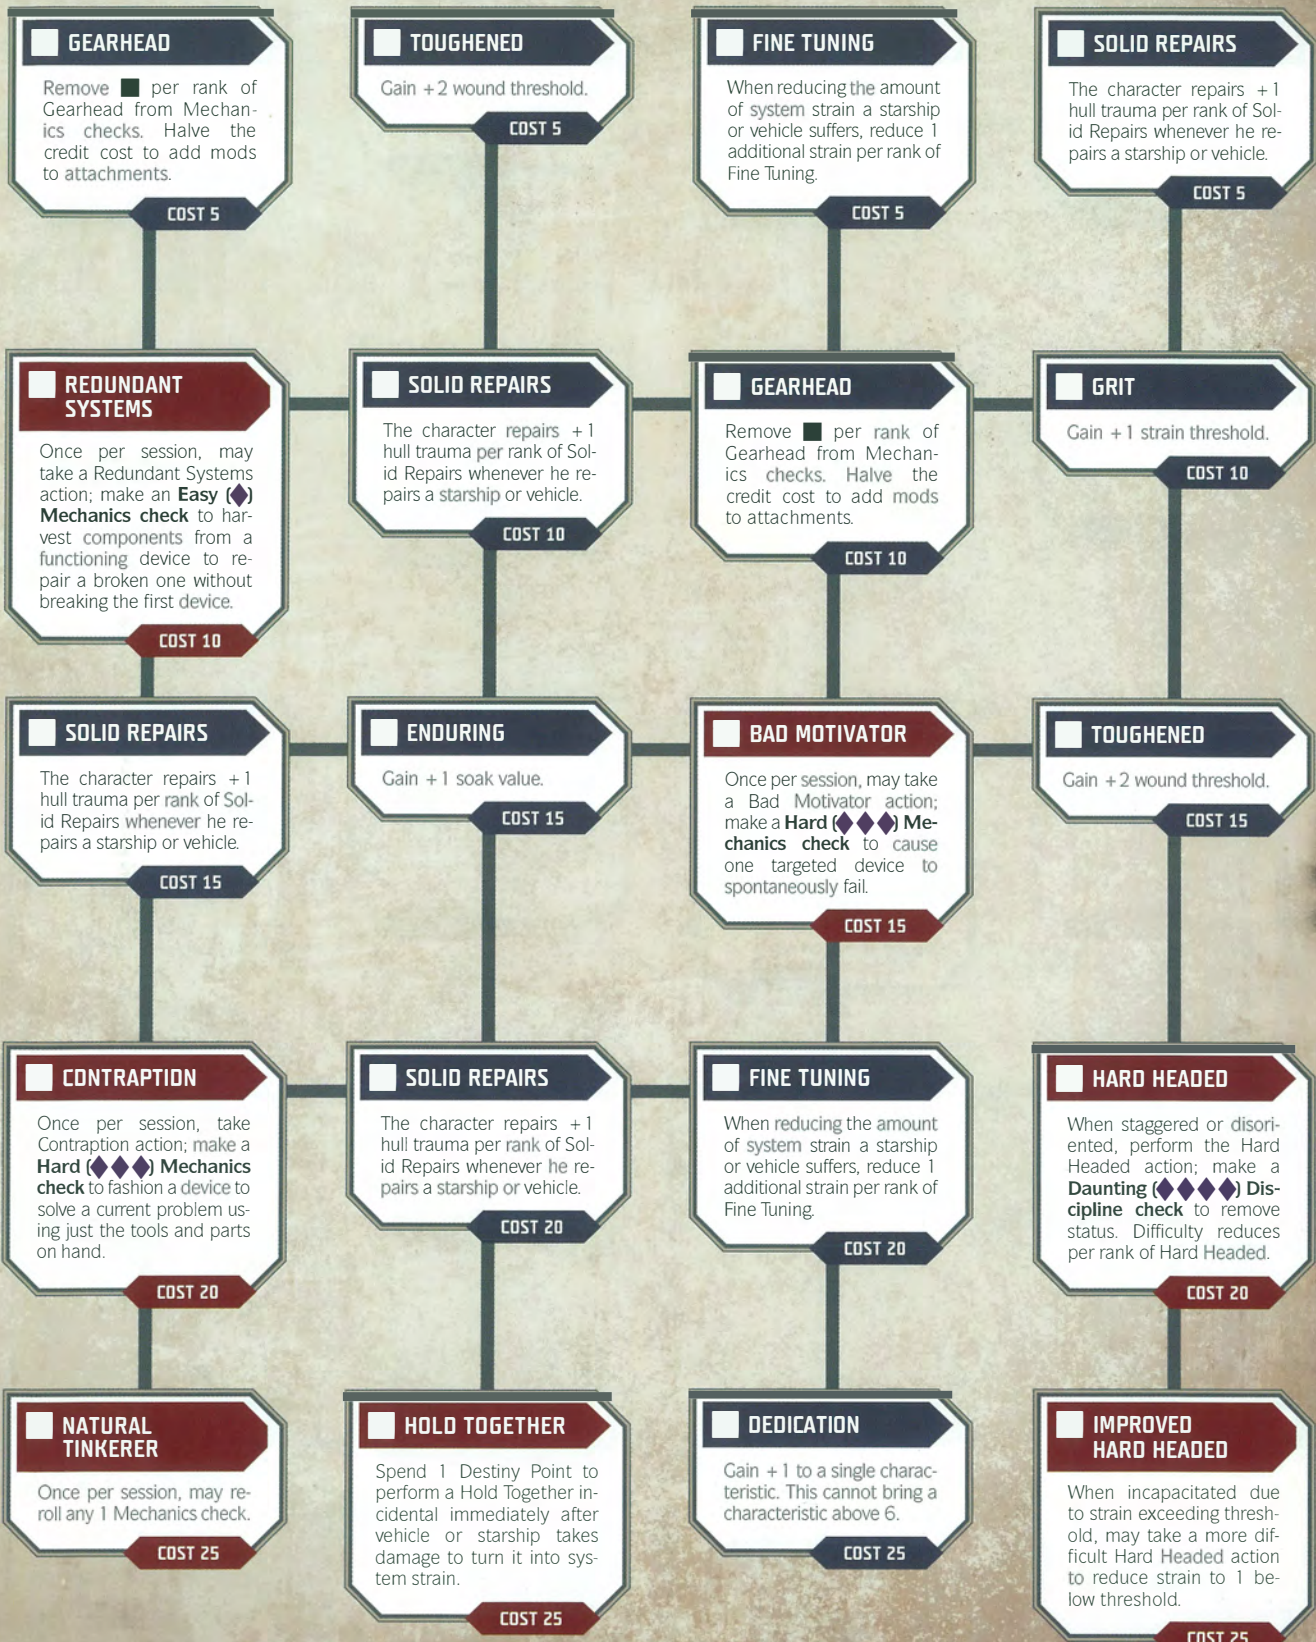 GEARHEAD
Remove per rank of
Gearhead from Mechan-
ics checks. Halve the
credit cost to add mods
to attachments.
COST 5
TOUGHENED
Gain +2 wound threshold.
COST 5
FINE TUNING
When reducing the amount
of system strain a starship
or vehicle suffers, reduce 1
additional strain per rank of
Fine Tuning.
COST 5
SOLID REPAIRS
The character repairs +1
hull trauma per rank of Sol-
id Repairs whenever he re-
pairs a starship or vehicle.
COST 5
REDUNDANT
SYSTEMS
Once per session, may
take a Redundant Systems
action; make an Easy (◆)
Mechanics check to har-
vest components from a
functioning device to re-
pair a broken one without
breaking the first device.
COST 10
SOLID REPAIRS
The character repairs +1
hull trauma per rank of Sol-
id Repairs whenever he re-
pairs a starship or vehicle.
COST 10
GEARHEAD
Remove per rank of
Gearhead from Mechan-
ics checks. Halve the
credit cost to add mods
to attachments.
COST 10
GRIT
Gain +1 strain threshold.
COST 10
SOLID REPAIRS
The character repairs +1
hull trauma per rank of Sol-
id Repairs whenever he re-
pairs a starship or vehicle.
COST 15
ENDURING
Gain +1 soak value.
COST 15
BAD MOTIVATOR
Once per session, may take
a Bad Motivator action;
make a Hard (◆◆◆) Me-
chanics check to cause
one targeted device to
spontaneously fail.
COST 15
TOUGHENED
Gain +2 wound threshold.
COST 15
CONTRAPTION
Once per session, take
Contraption action; make a
Hard (◆◆◆) Mechanics
check to fashion a device to
solve a current problem us-
ing just the tools and parts
on hand.
COST 20
SOLID REPAIRS
The character repairs +1
hull trauma per rank of Sol-
id Repairs whenever he re-
pairs a starship or vehicle.
COST 20
FINE TUNING
When reducing the amount
of system strain a starship
or vehicle suffers, reduce 1
additional strain per rank of
Fine Tuning.
COST 20
HARD HEADED
When staggered or disori-
ented, perform the Hard
Headed action; make a
Daunting (◆◆◆◆) Dis-
cipline check to remove
status. Difficulty reduces
per rank of Hard Headed.
COST 20
NATURAL
TINKERER
Once per session, may re-
roll any 1 Mechanics check.
COST 25
HOLD TOGETHER
Spend 1 Destiny Point to
perform a Hold Together in-
cidental immediately after
vehicle or starship takes
damage to turn it into sys-
tem strain.
COST 25
DEDICATION
Gain +1 to a single charac-
teristic. This cannot bring a
characteristic above 6.
COST 25
IMPROVED
HARD HEADED
When incapacitated due
to strain exceeding thresh-
old, may take a more dif-
ficult Hard Headed action
to reduce strain to 1 be-
low threshold.
COST 25